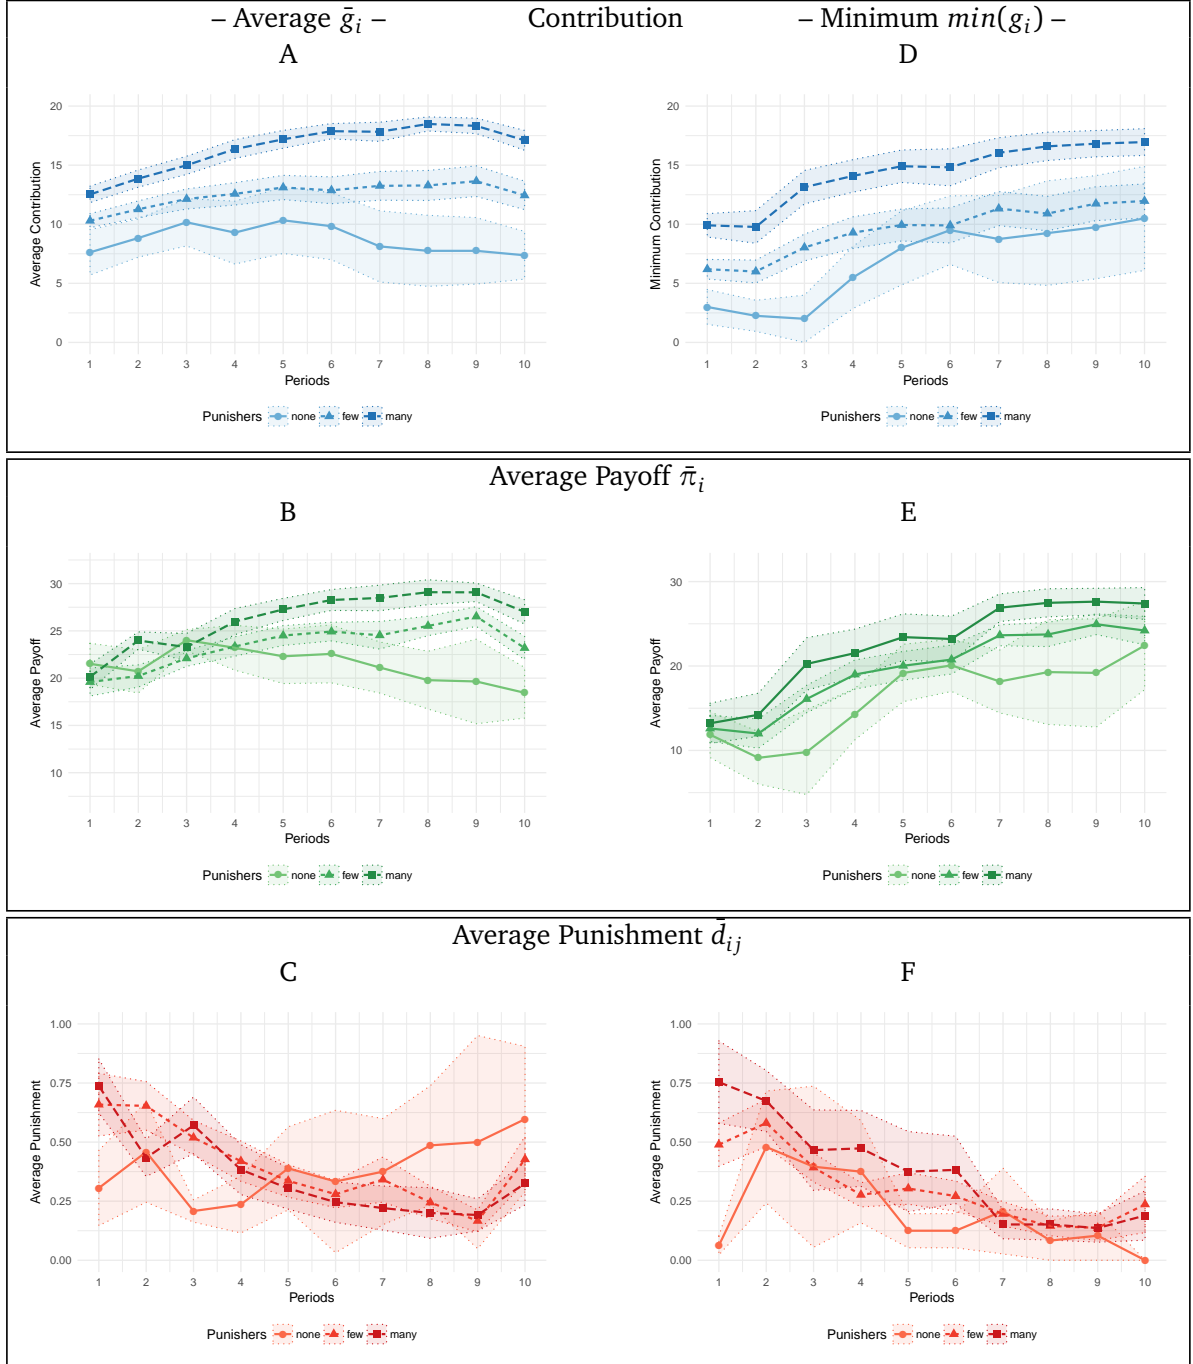 – Average ḡᵢ – Contribution – Minimum min(gᵢ) –
A D
20
15
10
5
0
Average Contribution
1 2 3 4 5 6 7 8 9 10
Periods
Punishers none few many
20
15
10
5
0
Minimum Contribution
1 2 3 4 5 6 7 8 9 10
Periods
Punishers none few many
Average Payoff π̄ᵢ
B E
30
25
20
15
10
Average Payoff
1 2 3 4 5 6 7 8 9 10
Periods
Punishers none few many
30
20
10
Average Payoff
1 2 3 4 5 6 7 8 9 10
Periods
Punishers none few many
Average Punishment d̄ᵢⱼ
C F
1.00
0.75
0.50
0.25
0.00
Average Punishment
1 2 3 4 5 6 7 8 9 10
Periods
Punishers none few many
1.00
0.75
0.50
0.25
0.00
Average Punishment
1 2 3 4 5 6 7 8 9 10
Periods
Punishers none few many